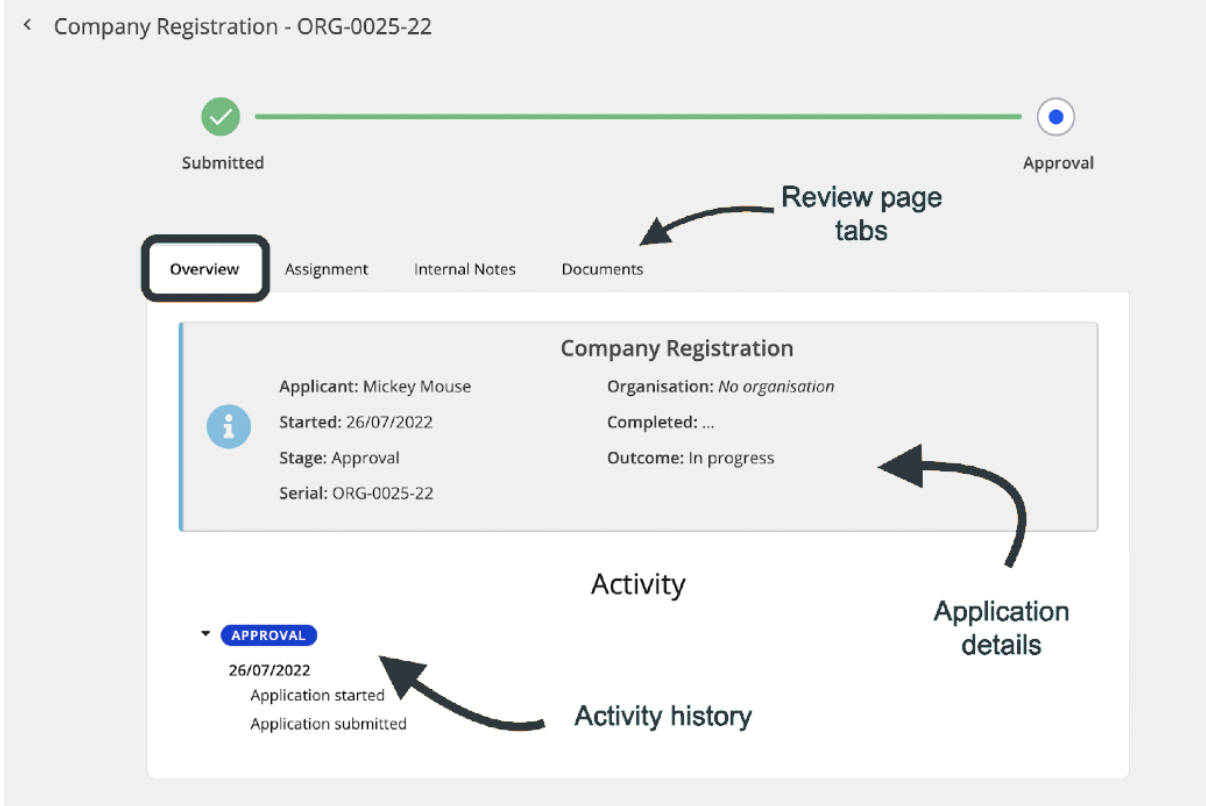 Company Registration - ORG-0025-22
Submitted
Approval
Review page
tabs
Overview
Assignment
Internal Notes
Documents
Company Registration
Applicant: Mickey Mouse
Organisation: No organisation
Started: 26/07/2022
Completed: ...
Stage: Approval
Outcome: In progress
Serial: ORG-0025-22
Activity
Application
details
APPROVAL
26/07/2022
Application started
Application submitted
Activity history